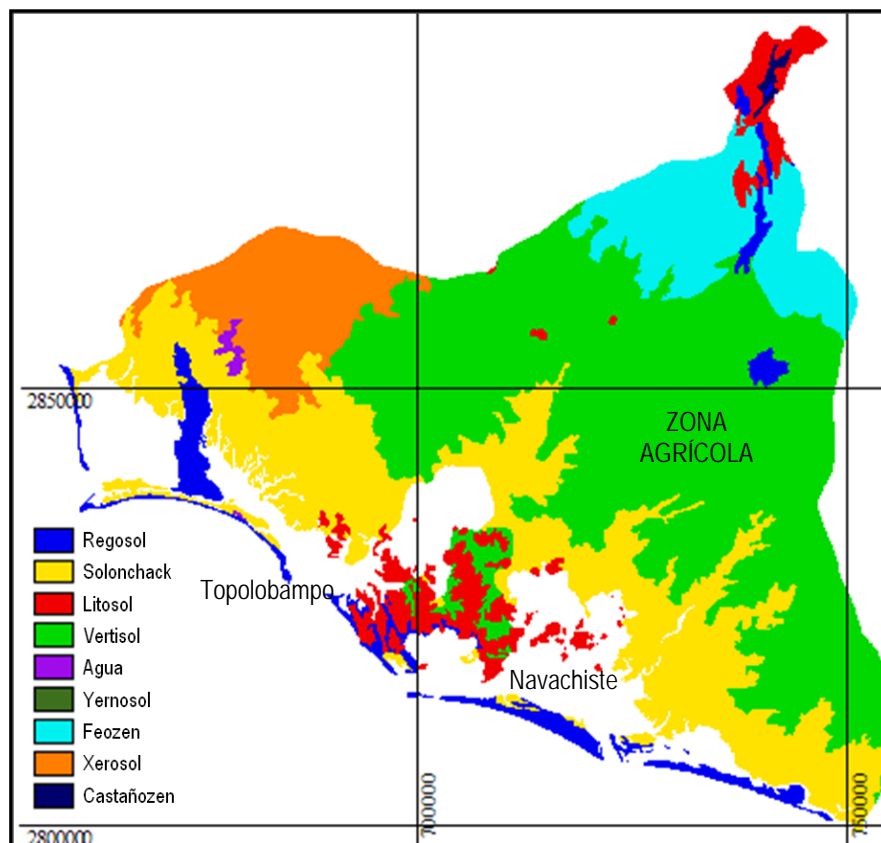 ZONA
AGRÍCOLA
2850000
Regosol
Solonchack
Litosol
Vertisol
Agua
Yernosol
Feozen
Xerosol
Castañozen
Topolobampo
Navachiste
2800000
700000
750000